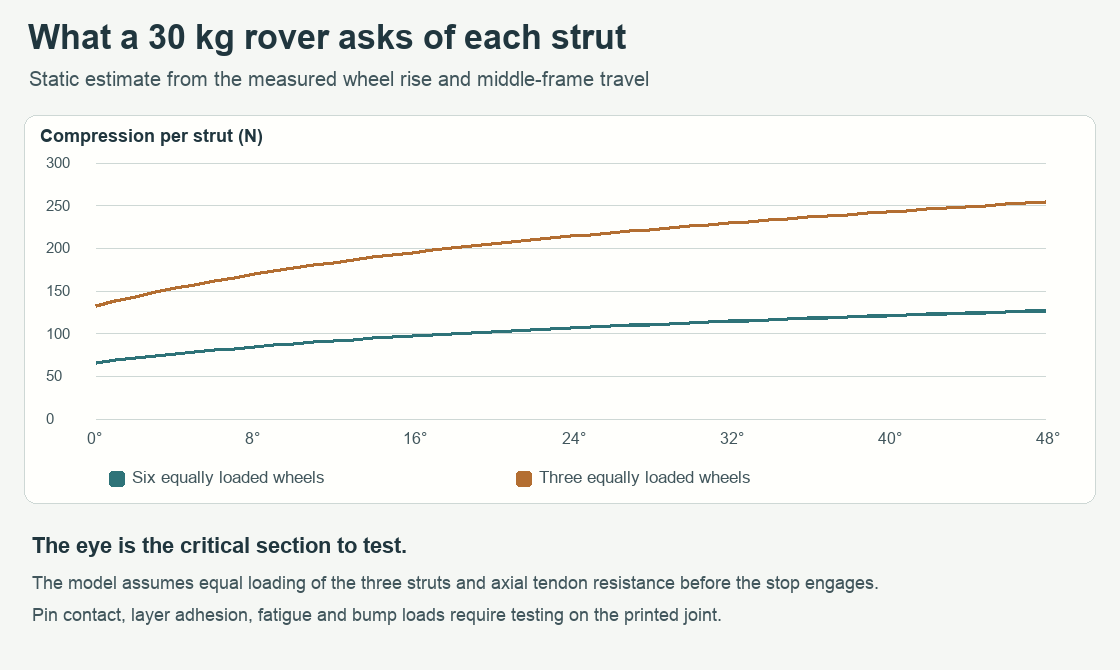 What a 30 kg rover asks of each strut
Static estimate from the measured wheel rise and middle-frame travel
Compression per strut (N)
300
250
200
150
100
50
0
0° 8° 16° 24° 32° 40° 48°
Six equally loaded wheels Three equally loaded wheels
The eye is the critical section to test.
The model assumes equal loading of the three struts and axial tendon resistance before the stop engages.
Pin contact, layer adhesion, fatigue and bump loads require testing on the printed joint.